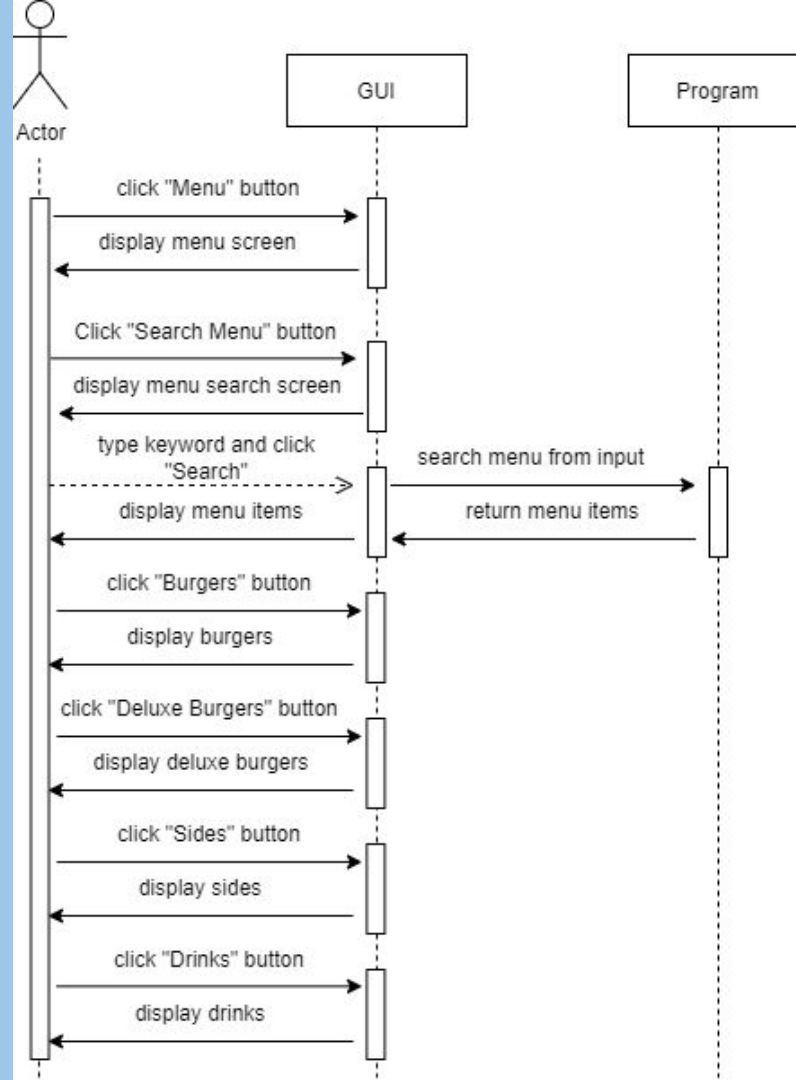 GUI
Program
Actor
click "Menu" button
display menu screen
Click "Search Menu" button
display menu search screen
type keyword and click
"Search"
search menu from input
display menu items
return menu items
click "Burgers" button
display burgers
click "Deluxe Burgers" button
display deluxe burgers
click "Sides" button
display sides
click "Drinks" button
display drinks